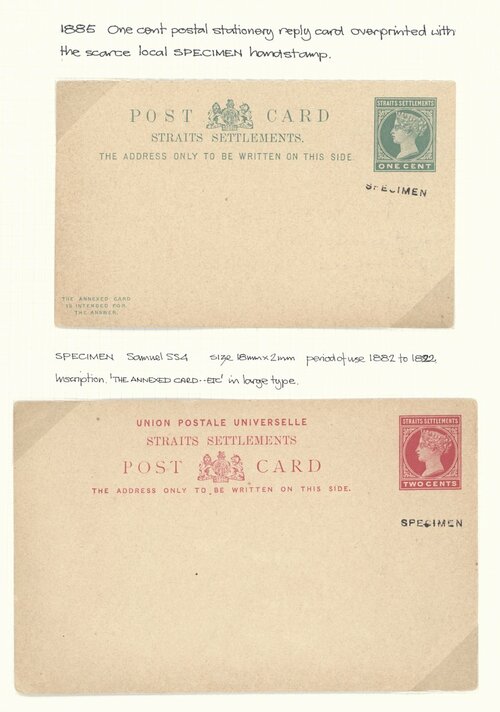 1885 One cent postal stationery reply card overprinted with
the scarce local SPECIMEN handstamp.
POST CARD
STRAITS SETTLEMENTS.
THE ADDRESS ONLY TO BE WRITTEN ON THIS SIDE.
STRAITS SETTLEMENTS
ONE CENT
SPECIMEN
THE ANNEXED CARD
IS INTENDED FOR
THE ANSWER.
SPECIMEN Samuel SS4 size 18mm x 2mm period of use 1882 to 1822
Inscription. 'THE ANNEXED CARD--ETC' in large type.
UNION POSTALE UNIVERSELLE
STRAITS SETTLEMENTS
POST CARD
THE ADDRESS ONLY TO BE WRITTEN ON THIS SIDE.
STRAITS SETTLEMENTS
TWO CENTS
SPECIMEN